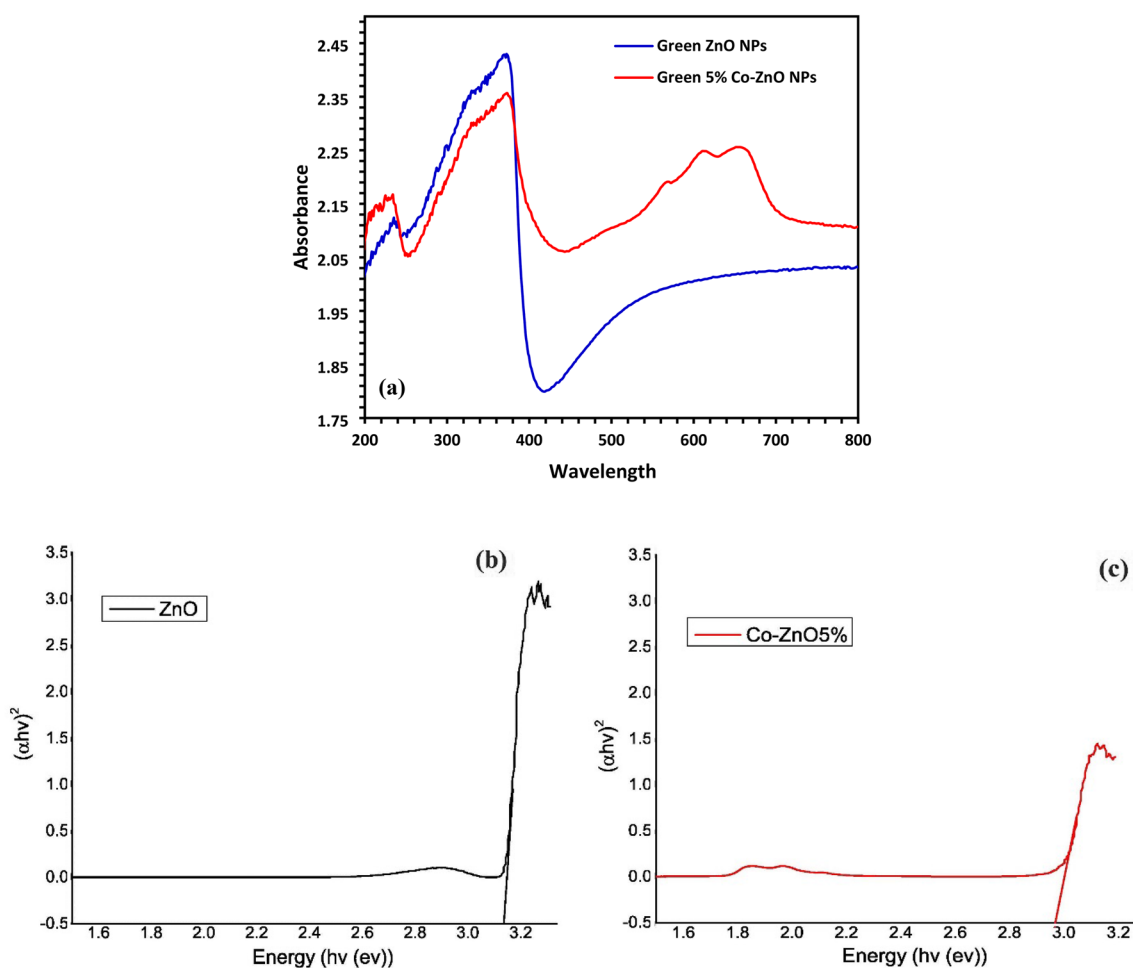 2.45
2.35
2.25
2.15
2.05
1.95
1.85
1.75
Absorbance
Green ZnO NPs
Green 5% Co-ZnO NPs
(a)
200 300 400 500 600 700 800
Wavelength
3.5
3.0
2.5
2.0
1.5
1.0
0.5
0.0
-0.5
(αhv)²
ZnO
(b)
1.6 1.8 2.0 2.2 2.4 2.6 2.8 3.0 3.2
Energy (hv (ev))
3.5
3.0
2.5
2.0
1.5
1.0
0.5
0.0
-0.5
(αhv)²
Co-ZnO5%
(c)
1.6 1.8 2.0 2.2 2.4 2.6 2.8 3.0 3.2
Energy (hv (ev))